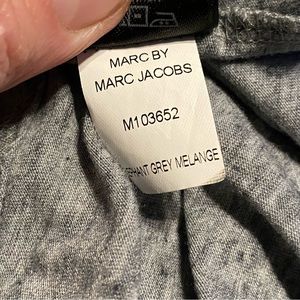 MARC BY
MARC JACOBS
M103652
GREY MELANGE